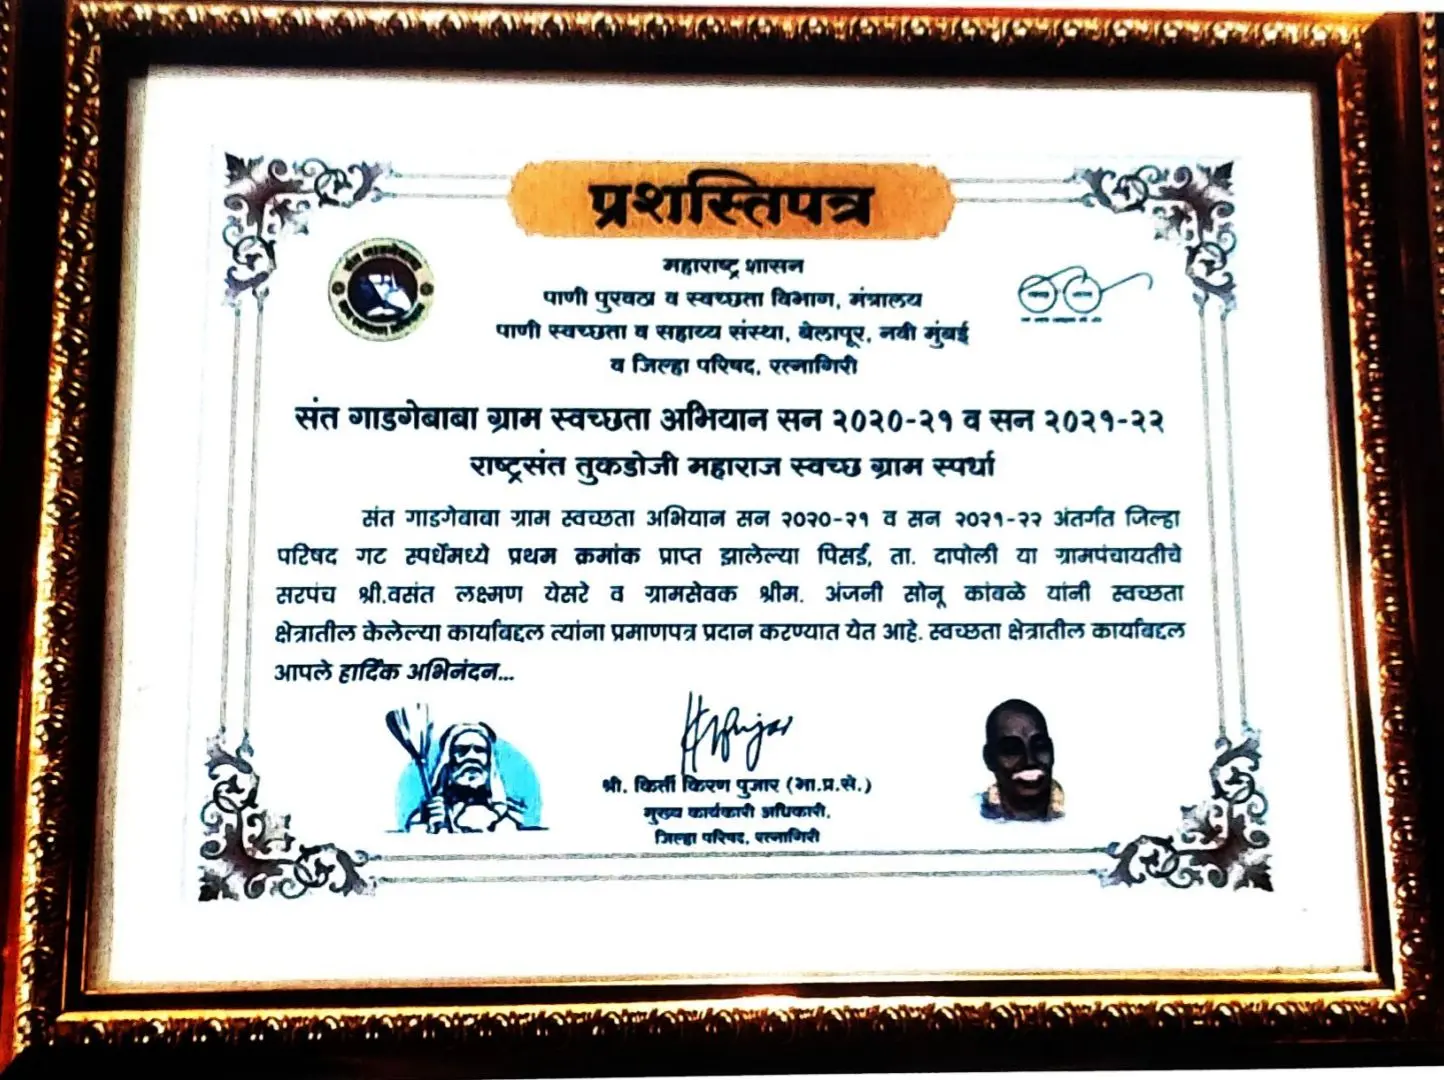 प्रशस्तिपत्र
महाराष्ट्र शासन
पाणी पुरवठा व स्वच्छता विभाग, मंत्रालय
पाणी स्वच्छता व सहाय्य संस्था, बेलापूर, नवी मुंबई
व जिल्हा परिषद, रत्नागिरी
संत गाडगेबाबा ग्राम स्वच्छता अभियान सन २०२०-२१ व सन २०२१-२२
राष्ट्रसंत तुकडोजी महाराज स्वच्छ ग्राम स्पर्धा
संत गाडगेबाबा ग्राम स्वच्छता अभियान सन २०२०-२१ व सन २०२१-२२ अंतर्गत जिल्हा
परिषद गट स्पर्धेमध्ये प्रथम क्रमांक प्राप्त झालेल्या पिसई, ता. दापोली या ग्रामपंचायतीचे
सरपंच श्री.वसंत लक्ष्मण येसरे व ग्रामसेवक श्रीम. अंजनी सोनू कांबळे यांनी स्वच्छता
क्षेत्रातील केलेल्या कार्याबद्दल त्यांना प्रमाणपत्र प्रदान करण्यात येत आहे. स्वच्छता क्षेत्रातील कार्याबद्दल
आपले हार्दिक अभिनंदन...
श्री. किर्ती किरण पुजार (भा.प्र.से.)
मुख्य कार्यकारी अधिकारी,
जिल्हा परिषद, रत्नागिरी